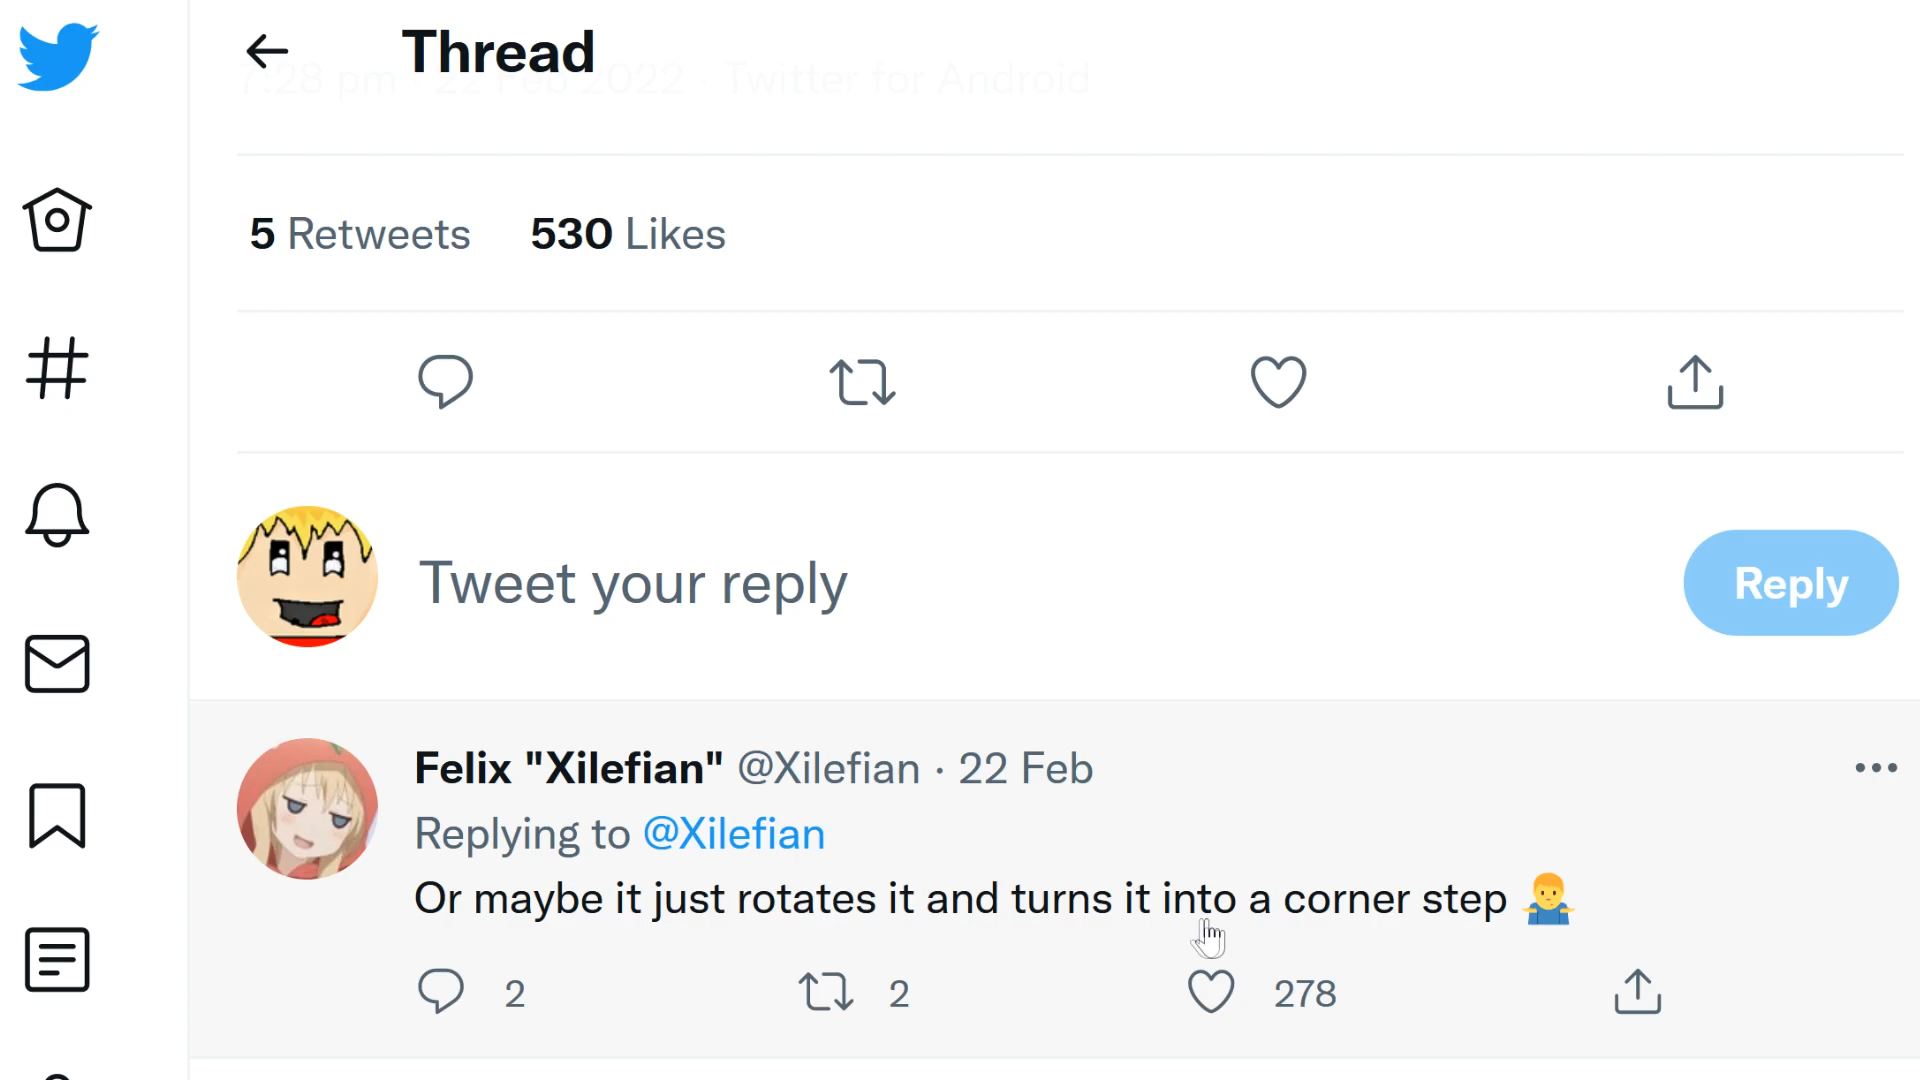 Thread
7:28 pm · 22 Feb 2022 · Twitter for Android
5 Retweets 530 Likes
Tweet your reply
Reply
Felix "Xilefian" @Xilefian · 22 Feb
Replying to @Xilefian
Or maybe it just rotates it and turns it into a corner step 🤷‍♂️
2 2 278